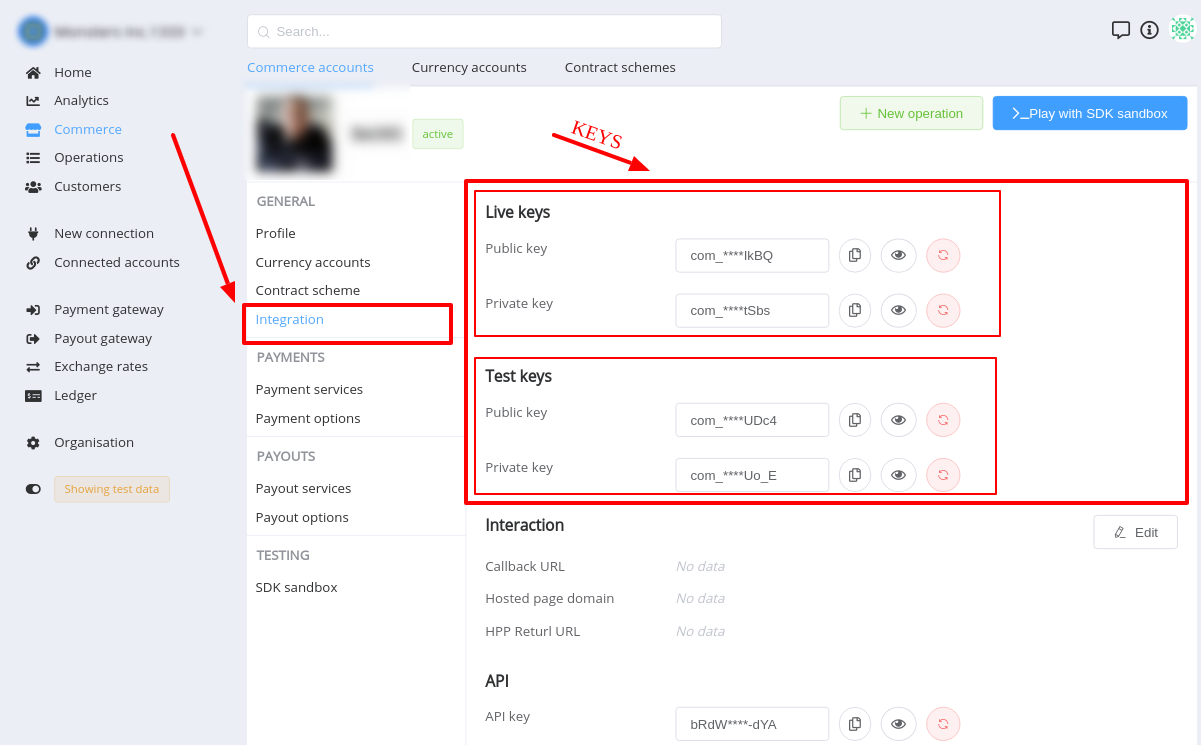 Search...
Home
Analytics
Commerce
Operations
Customers
New connection
Connected accounts
Payment gateway
Payout gateway
Exchange rates
Ledger
Organisation
Showing test data
Commerce accounts
Currency accounts
Contract schemes
active
New operation
Play with SDK sandbox
KEYS
GENERAL
Profile
Currency accounts
Contract scheme
Integration
PAYMENTS
Payment services
Payment options
PAYOUTS
Payout services
Payout options
TESTING
SDK sandbox
Live keys
Public key com_****IkBQ
Private key com_****tSbs
Test keys
Public key com_****UDc4
Private key com_****Uo_E
Interaction
Edit
Callback URL No data
Hosted page domain No data
HPP Returl URL No data
API
API key bRdW****-dYA